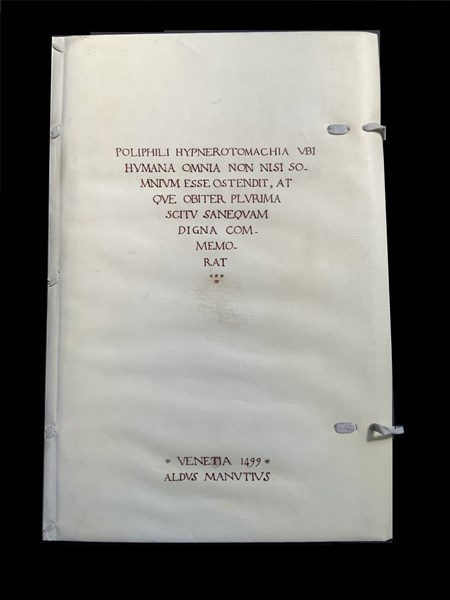 POLIPHILI HYPNEROTOMACHIA VBI
HVMANA OMNIA NON NISI SO-
MNIVM ESSE OSTENDIT, AT
QVE OBITER PLVRIMA
SCITV SANEQVAM
DIGNA COM-
MEMO-
RAT
* VENETIA 1499 *
ALDVS MANVTIVS